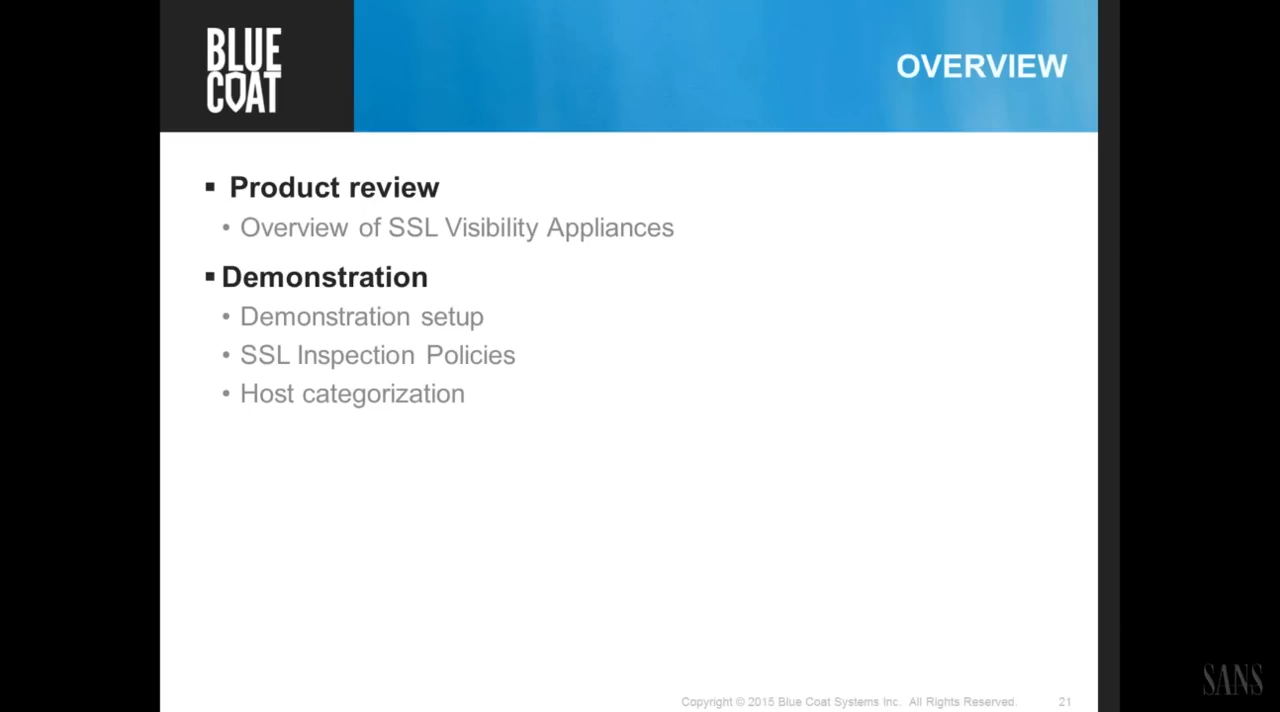 BLUE
COAT
OVERVIEW
▪ Product review
• Overview of SSL Visibility Appliances
▪ Demonstration
• Demonstration setup
• SSL Inspection Policies
• Host categorization
Copyright © 2015 Blue Coat Systems Inc. All Rights Reserved. 21
SANS